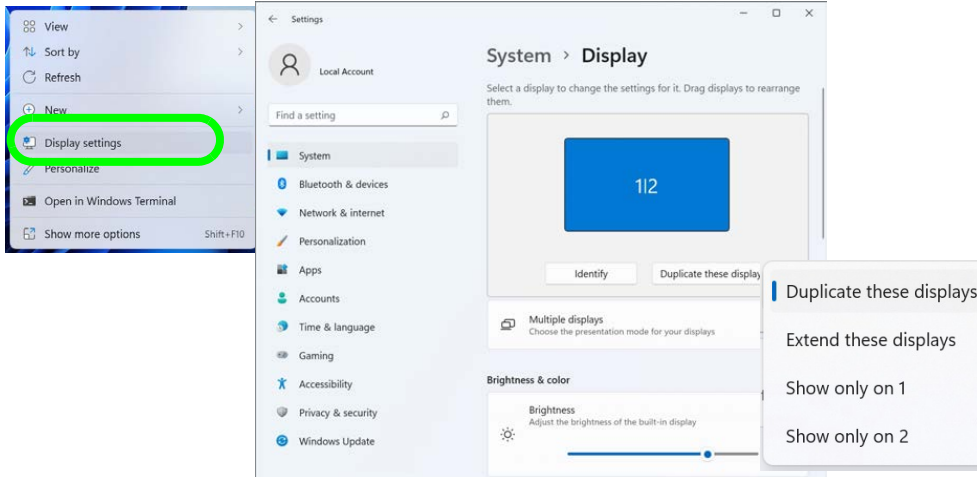 View
Sort by
Refresh
New
Display settings
Personalize
Open in Windows Terminal
Show more options Shift+F10
Settings
Local Account
Find a setting
System
Bluetooth & devices
Network & internet
Personalization
Apps
Accounts
Time & language
Gaming
Accessibility
Privacy & security
Windows Update
System > Display
Select a display to change the settings for it. Drag displays to rearrange
them.
1|2
Identify
Duplicate these display
Multiple displays
Choose the presentation mode for your displays
Brightness & color
Brightness
Adjust the brightness of the built-in display
Duplicate these displays
Extend these displays
Show only on 1
Show only on 2